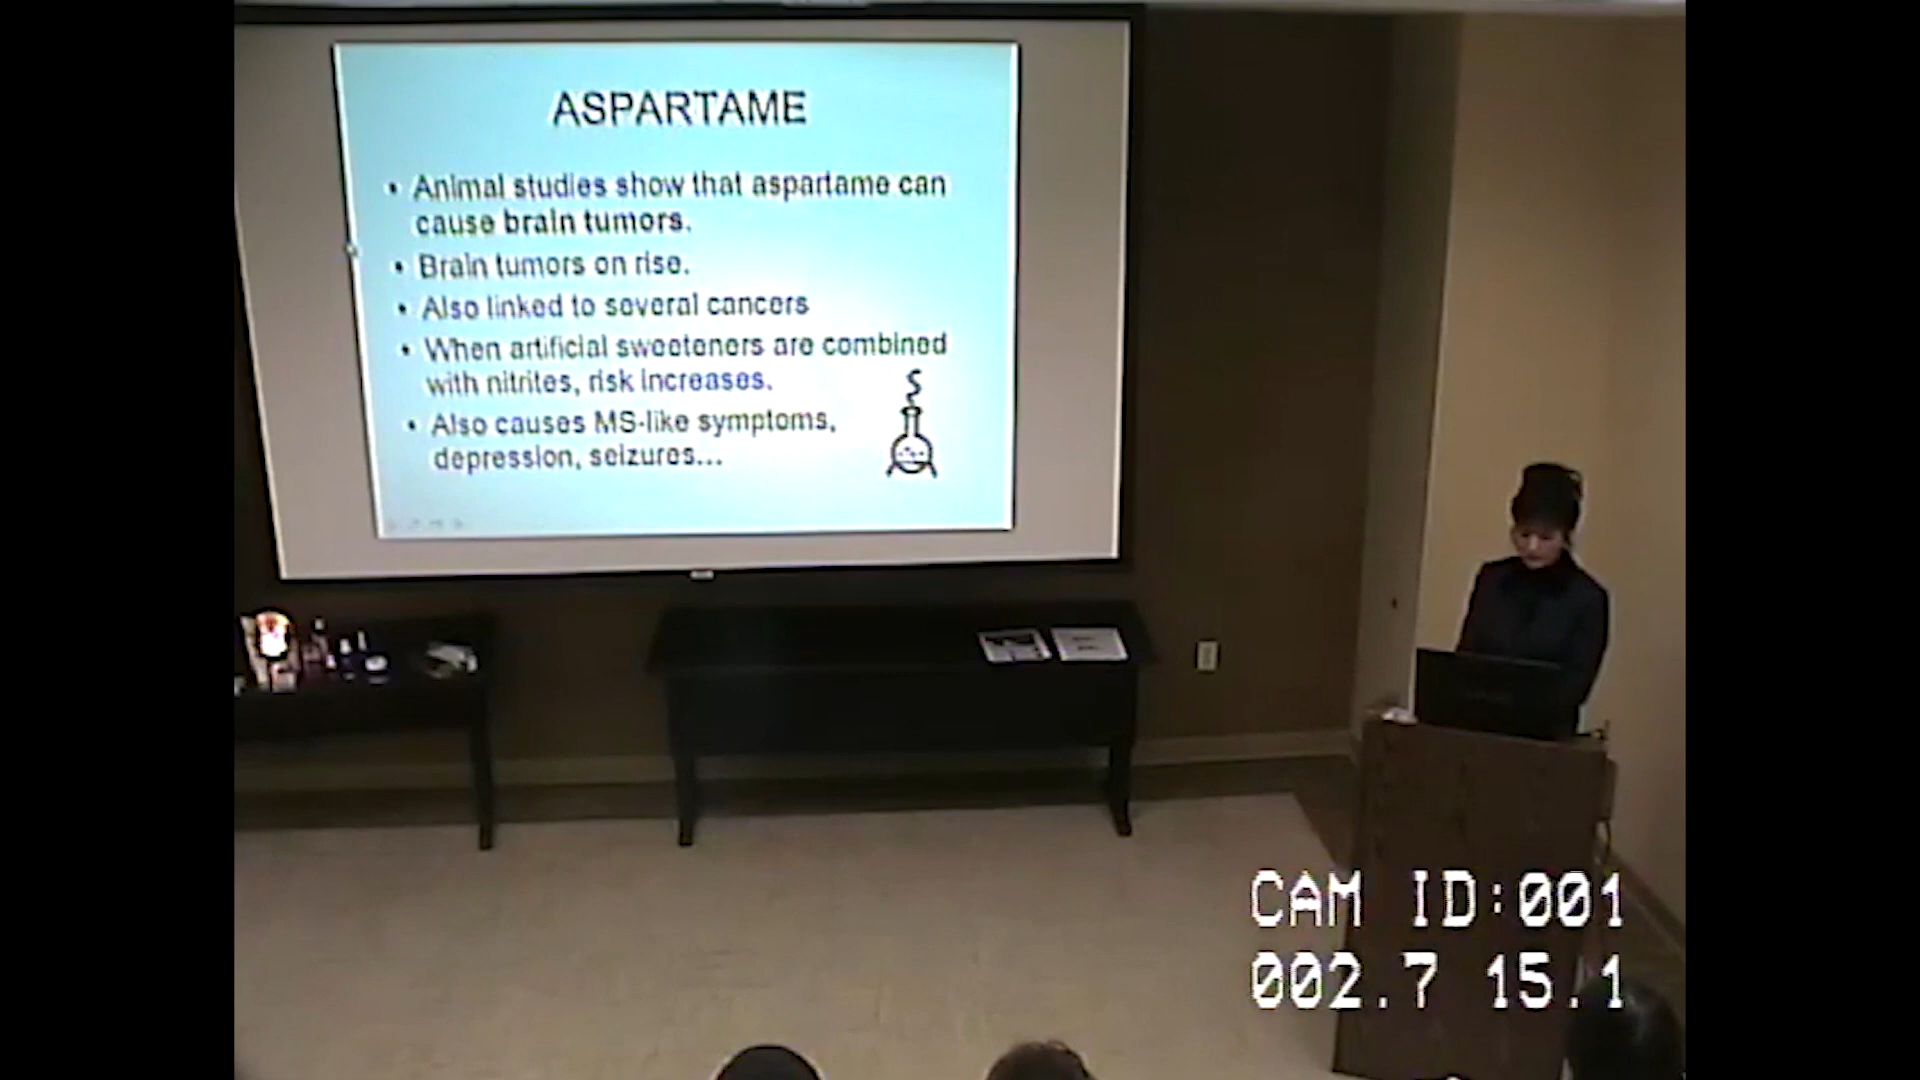 ASPARTAME
• Animal studies show that aspartame can
cause brain tumors.
• Brain tumors on rise.
• Also linked to several cancers
• When artificial sweeteners are combined
with nitrites, risk increases.
• Also causes MS-like symptoms,
depression, seizures...
CAM ID:001
002.7 15.1